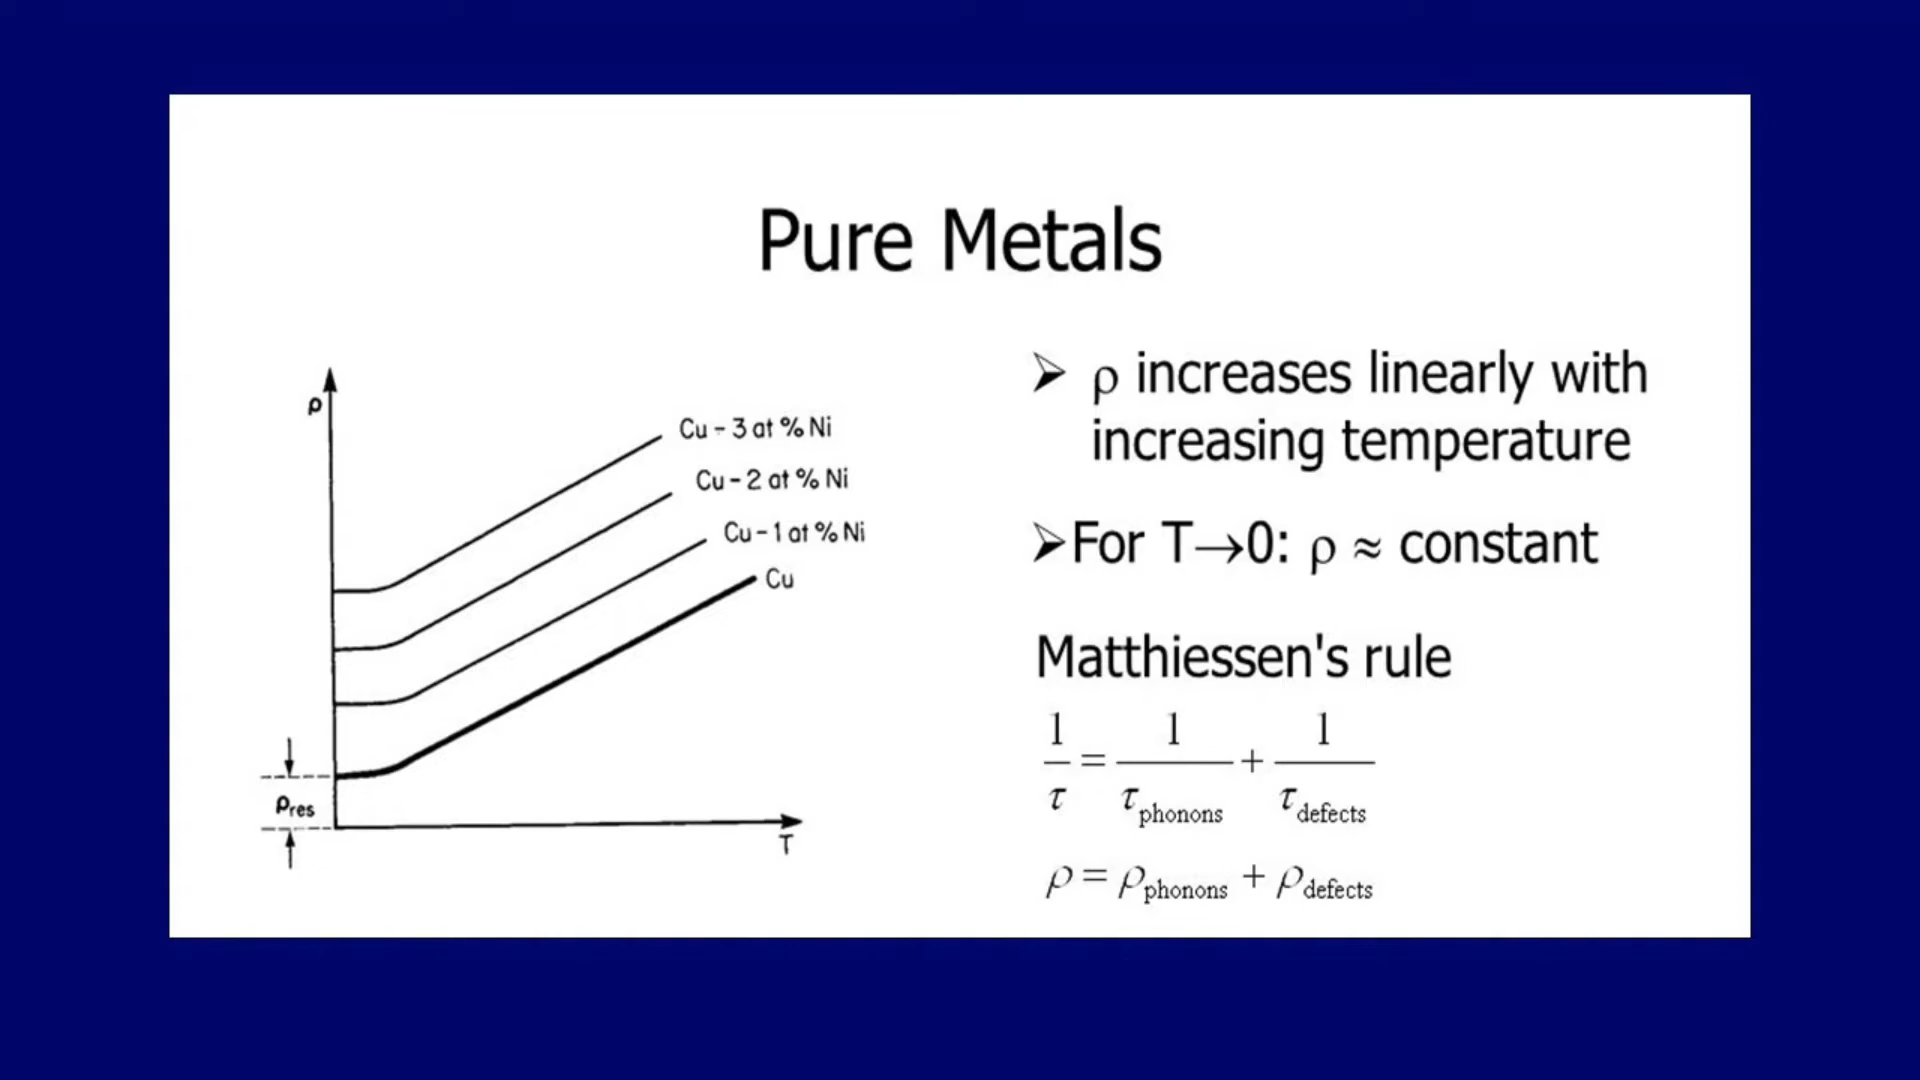 Pure Metals
ρ
Cu - 3 at % Ni
Cu - 2 at % Ni
Cu - 1 at % Ni
Cu
ρres
T
➢ ρ increases linearly with
increasing temperature
➢For T→0: ρ ≈ constant
Matthiessen's rule
1/τ = 1/τphonons + 1/τdefects
ρ = ρphonons + ρdefects